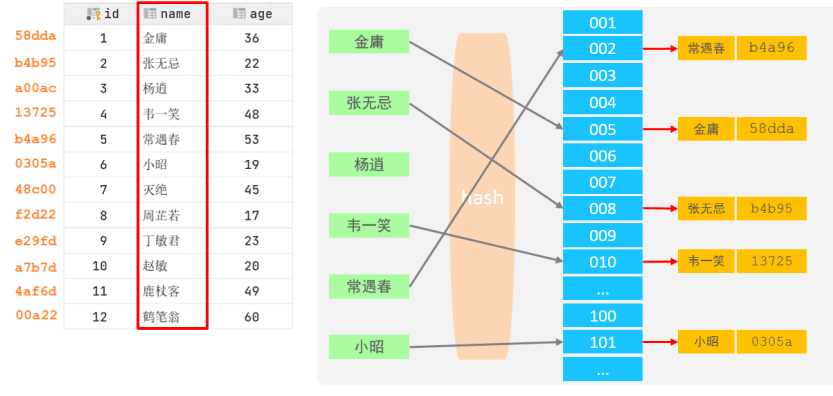 id name age
58dda 1 金庸 36
b4b95 2 张无忌 22
a00ac 3 杨逍 33
13725 4 韦一笑 48
b4a96 5 常遇春 53
0305a 6 小昭 19
48c00 7 灭绝 45
f2d22 8 周芷若 17
e29fd 9 丁敏君 23
a7b7d 10 赵敏 20
4af6d 11 鹿杖客 49
00a22 12 鹤笔翁 60
金庸
张无忌
杨逍
韦一笑
常遇春
小昭
hash
001
002
003
004
005
006
007
008
009
010
...
100
101
...
常遇春 b4a96
金庸 58dda
张无忌 b4b95
韦一笑 13725
小昭 0305a